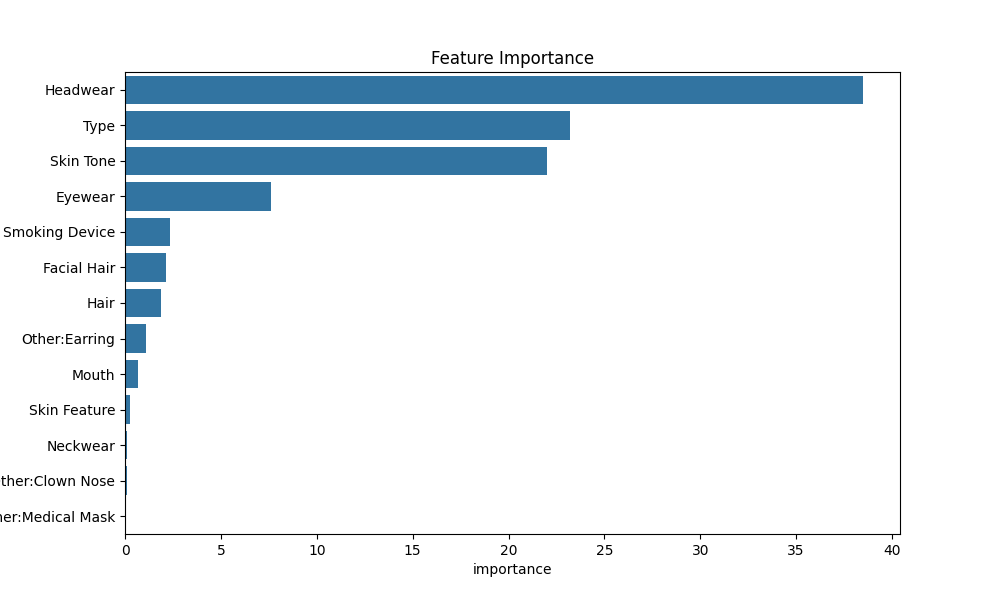 Feature Importance
Headwear
Type
Skin Tone
Eyewear
Smoking Device
Facial Hair
Hair
Other:Earring
Mouth
Skin Feature
Neckwear
ther:Clown Nose
er:Medical Mask
0 5 10 15 20 25 30 35 40
importance